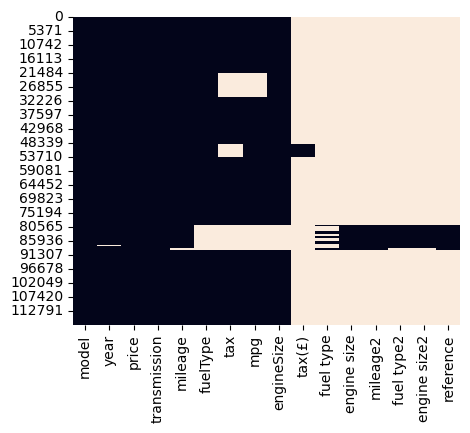 0
5371
10742
16113
21484
26855
32226
37597
42968
48339
53710
59081
64452
69823
75194
80565
85936
91307
96678
102049
107420
112791
model
year
price
transmission
mileage
fuelType
tax
mpg
engineSize
tax(£)
fuel type
engine size
mileage2
fuel type2
engine size2
reference